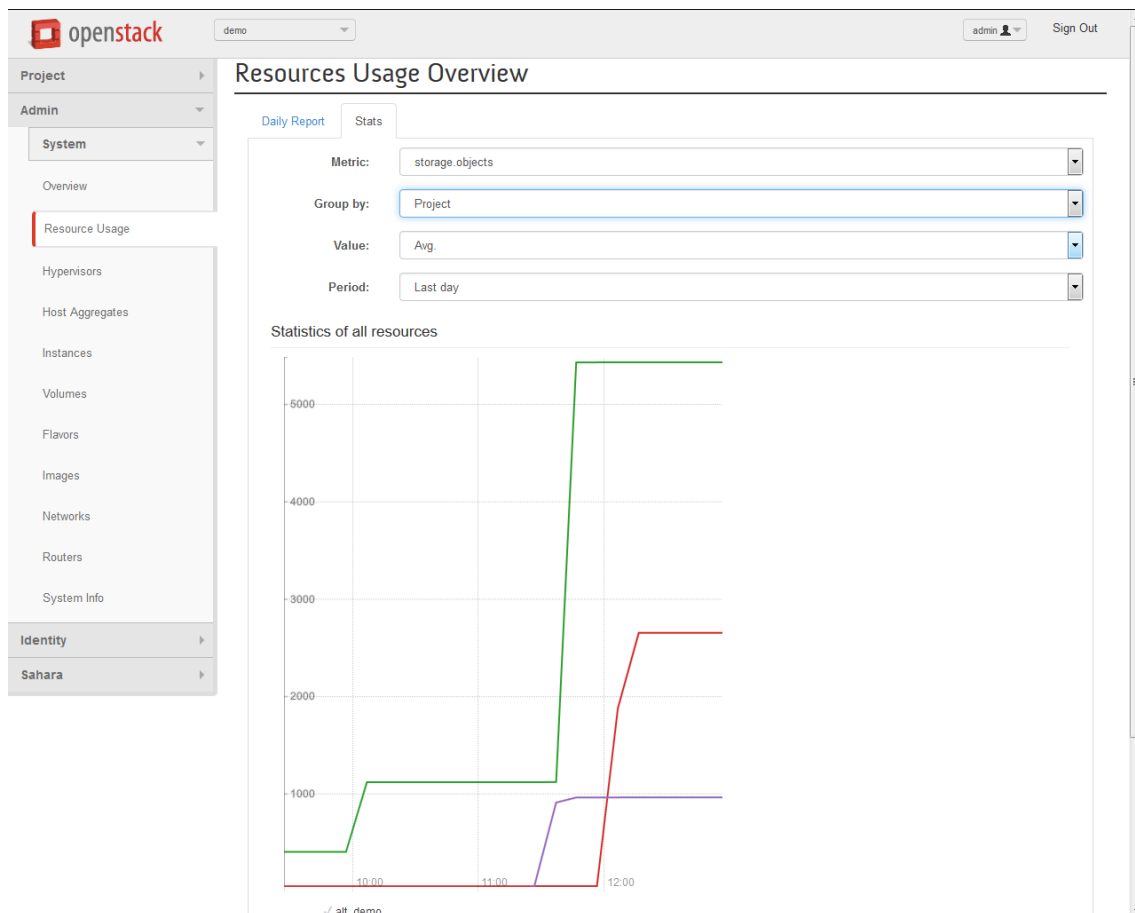 openstack
demo
admin
Sign Out
Project
Admin
System
Overview
Resource Usage
Hypervisors
Host Aggregates
Instances
Volumes
Flavors
Images
Networks
Routers
System Info
Identity
Sahara
Resources Usage Overview
Daily Report
Stats
Metric: storage.objects
Group by: Project
Value: Avg.
Period: Last day
Statistics of all resources
5000
4000
3000
2000
1000
10:00 11:00 12:00
alt_demo